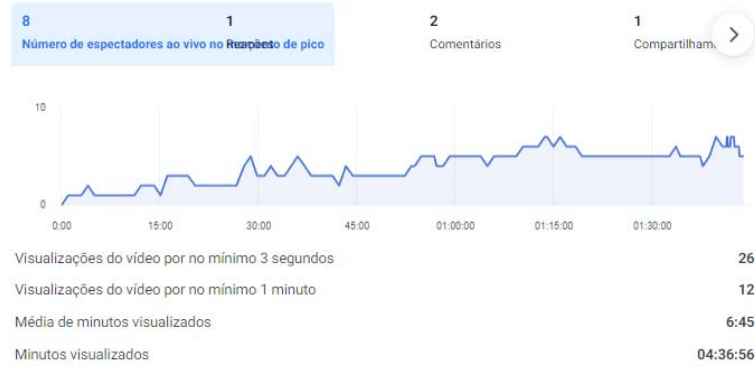 8 1 2 1
Número de espectadores ao vivo no momento de pico Reações Comentários Compartilham
10
0
0:00 15:00 30:00 45:00 01:00:00 01:15:00 01:30:00
Visualizações do vídeo por no mínimo 3 segundos 26
Visualizações do vídeo por no mínimo 1 minuto 12
Média de minutos visualizados 6:45
Minutos visualizados 04:36:56